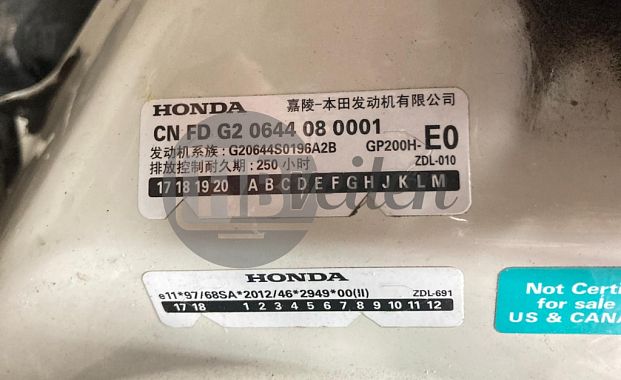 HONDA 嘉陵-本田发动机有限公司
CN FD G2 0644 08 0001
发动机系族：G20644S0196A2B GP200H- E0
排放控制耐久期：250 小时 ZDL-010
17 18 19 20 A B C D E F G H J K L M
HONDA
e11*97/68SA*2012/46*2949*00(II) ZDL-691
17 18 1 2 3 4 5 6 7 8 9 10 11 12
Not Certi
for sale
US & CANA
veiteh